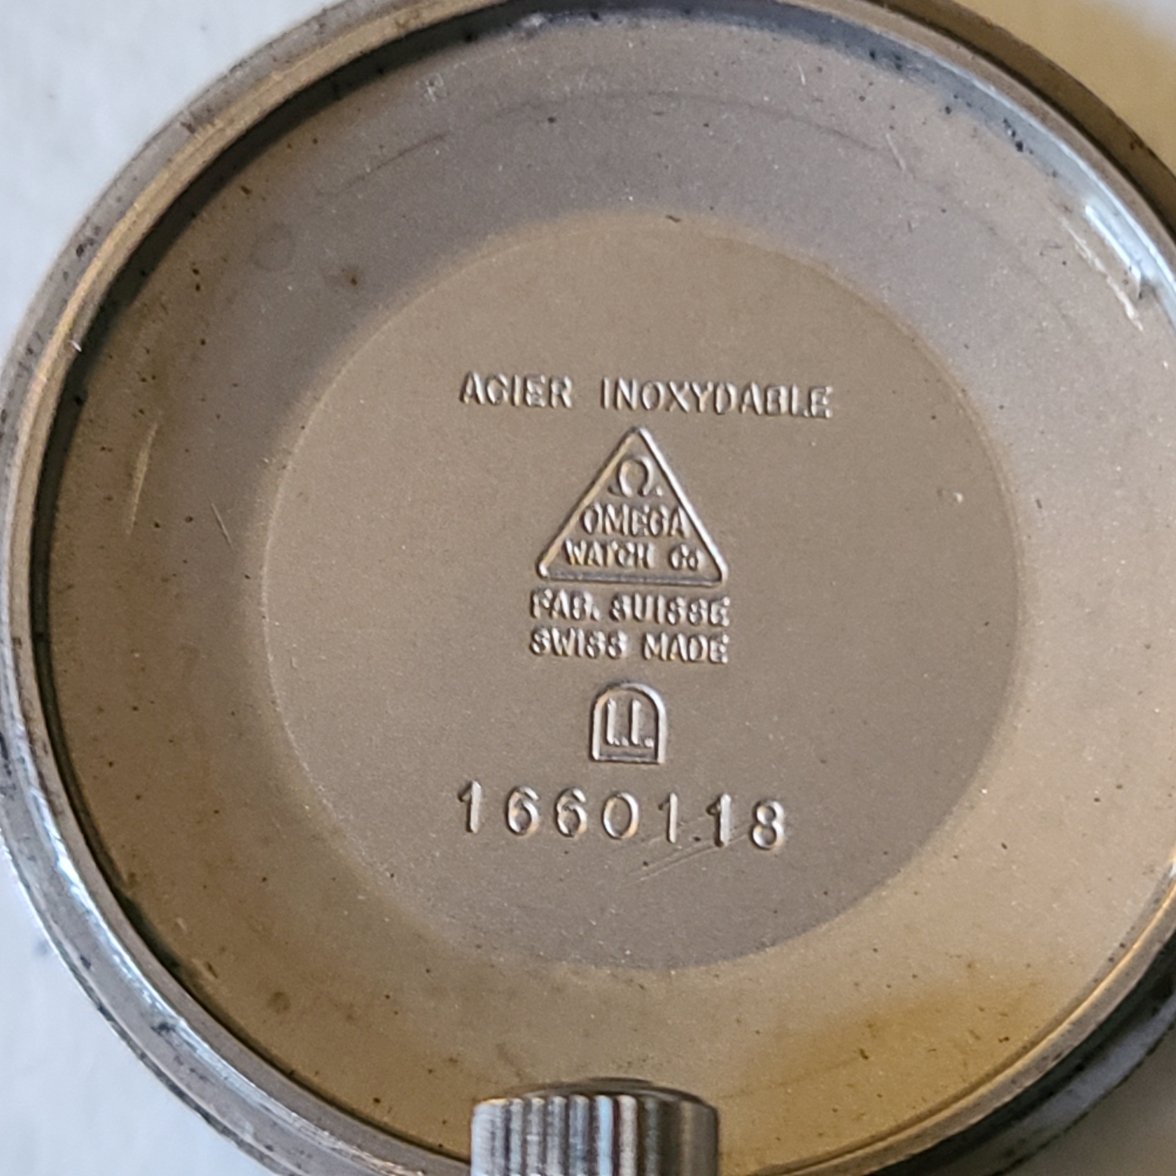 ACIER INOXYDABLE
Ω
OMEGA
WATCH Co
FAB. SUISSE
SWISS MADE
1660118